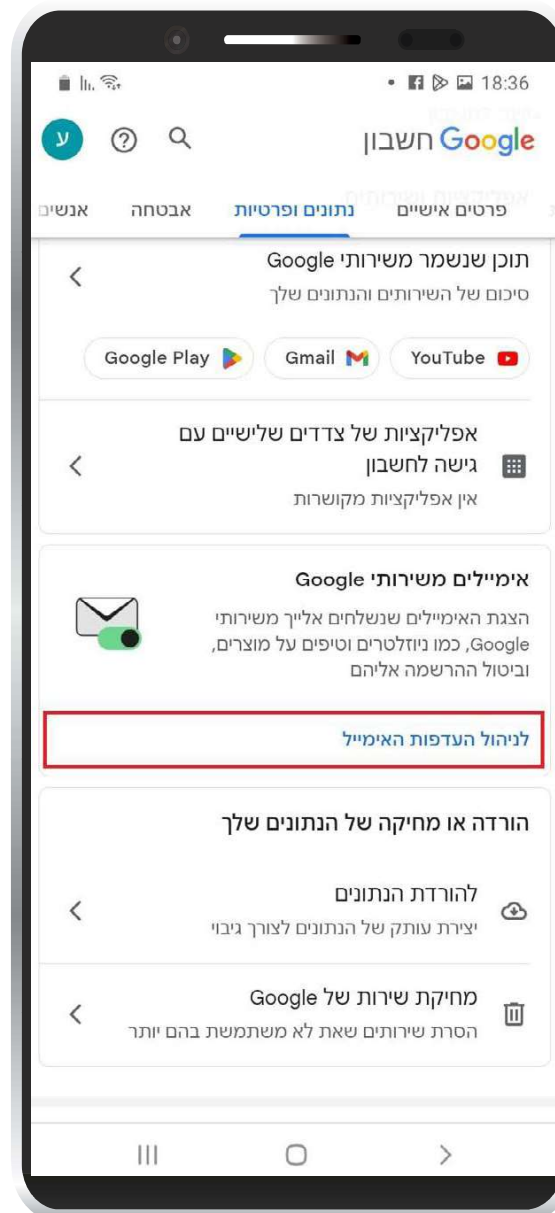 18:36
חשבון Google
ע
פרטים אישיים נתונים ופרטיות אבטחה אנשים
תוכן שנשמר משירותי Google
סיכום של השירותים והנתונים שלך
YouTube Gmail Google Play
אפליקציות של צדדים שלישיים עם
גישה לחשבון
אין אפליקציות מקושרות
אימיילים משירותי Google
הצגת האימיילים שנשלחים אלייך משירותי
Google, כמו ניוזלטרים וטיפים על מוצרים,
וביטול ההרשמה אליהם
לניהול העדפות האימייל
הורדה או מחיקה של הנתונים שלך
להורדת הנתונים
יצירת עותק של הנתונים לצורך גיבוי
מחיקת שירות של Google
הסרת שירותים שאת לא משתמשת בהם יותר